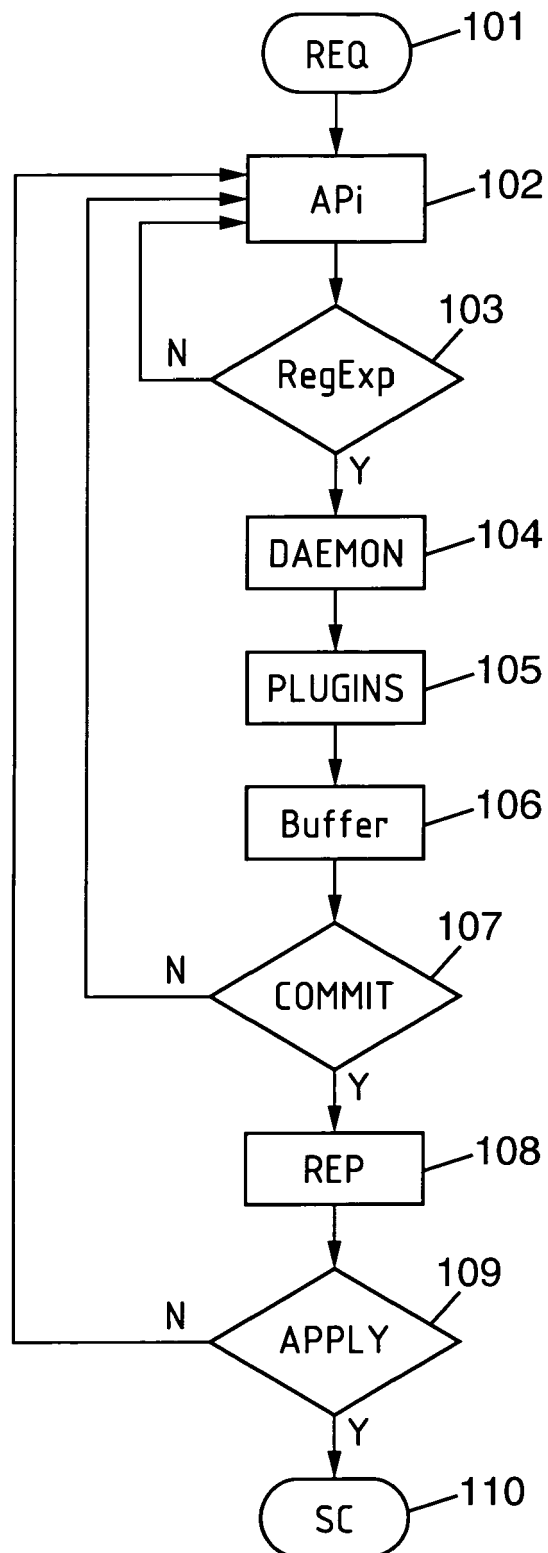 REQ
101
APi
102
103
N
RegExp
Y
DAEMON
104
PLUGINS
105
Buffer
106
107
N
COMMIT
Y
REP
108
109
N
APPLY
Y
SC
110